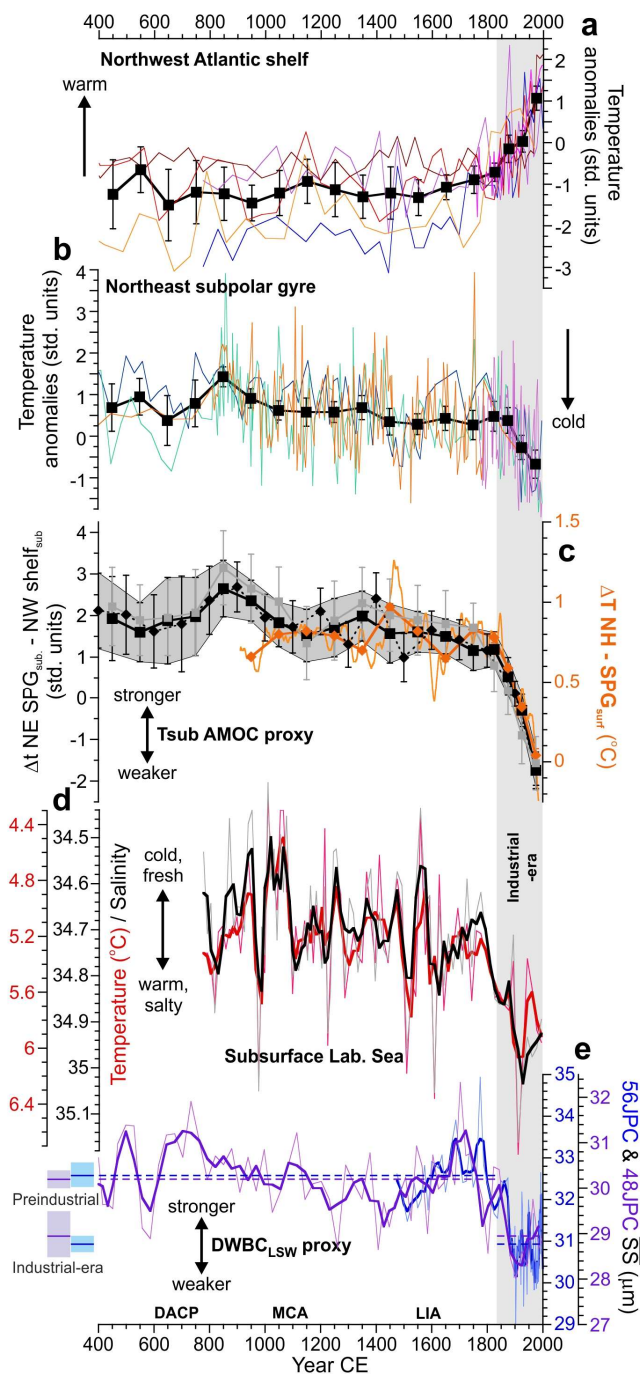 400 600 800 1000 1200 1400 1600 1800 2000
a
Northwest Atlantic shelf
warm
2
1
0
-1
-2
-3
Temperature
anomalies (std. units)
b
Northeast subpolar gyre
4
3
2
1
0
-1
Temperature
anomalies (std. units)
cold
c
4
3
2
1
0
-1
-2
Δt NE SPGsub. - NW shelfsub
(std. units)
1.5
1
0.5
0
ΔT NH - SPGsurf (°C)
stronger
Tsub AMOC proxy
weaker
d
4.4
4.8
5.2
5.6
6
6.4
Temperature (°C) / Salinity
34.5
34.6
34.7
34.8
34.9
35
35.1
cold,
fresh
warm,
salty
Industrial
-era
Subsurface Lab. Sea
e
35
34
33
32
31
30
29
32
31
30
29
28
27
56JPC & 48JPC SS (μm)
Preindustrial
Industrial-era
stronger
DWBCLSW proxy
weaker
DACP MCA LIA
400 600 800 1000 1200 1400 1600 1800 2000
Year CE